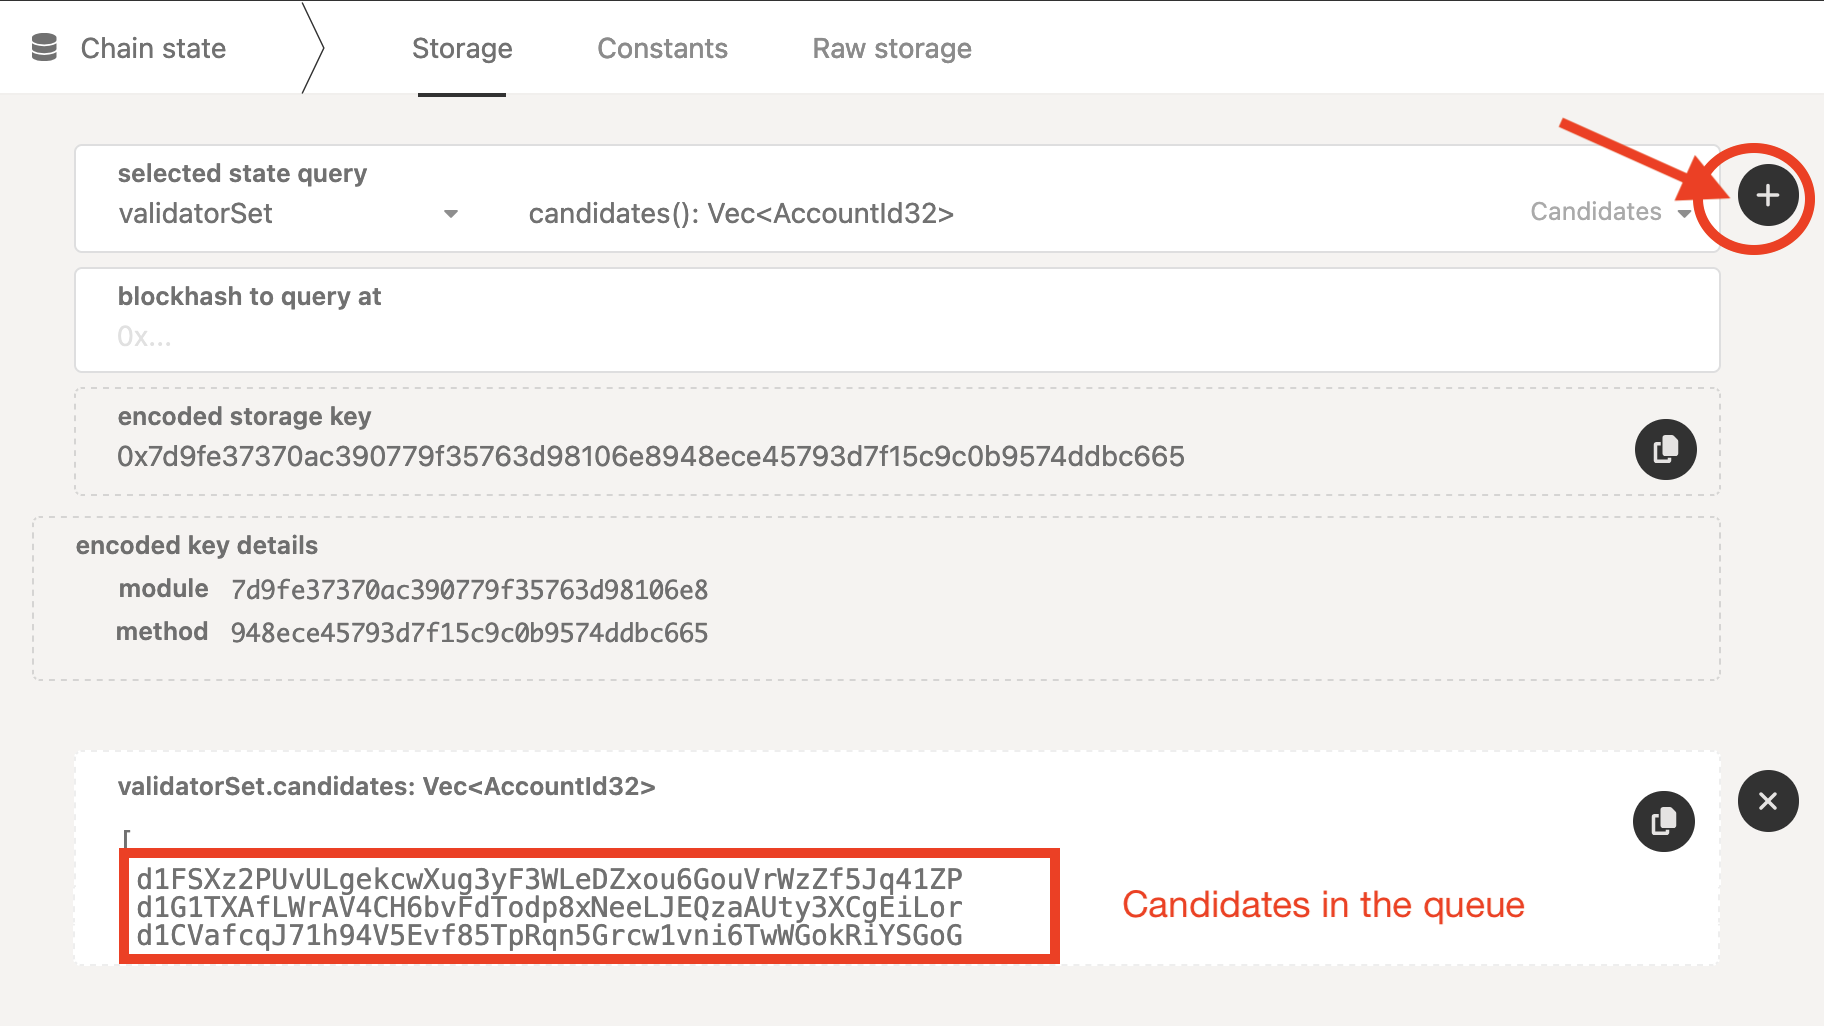 Chain state
Storage
Constants
Raw storage
selected state query
validatorSet
candidates(): Vec<AccountId32>
Candidates
blockhash to query at
0x...
encoded storage key
0x7d9fe37370ac390779f35763d98106e8948ece45793d7f15c9c0b9574ddbc665
encoded key details
module 7d9fe37370ac390779f35763d98106e8
method 948ece45793d7f15c9c0b9574ddbc665
validatorSet.candidates: Vec<AccountId32>
[
d1FSXz2PUvULgekcwXug3yF3WLeDZxou6GouVrWzZf5Jq41ZP
d1G1TXAfLWrAV4CH6bvFdTodp8xNeeLJEQzaAUty3XCgEiLor
d1CVafcqJ71h94V5Evf85TpRqn5Grcw1vni6TwWGokRiYSGoG
Candidates in the queue